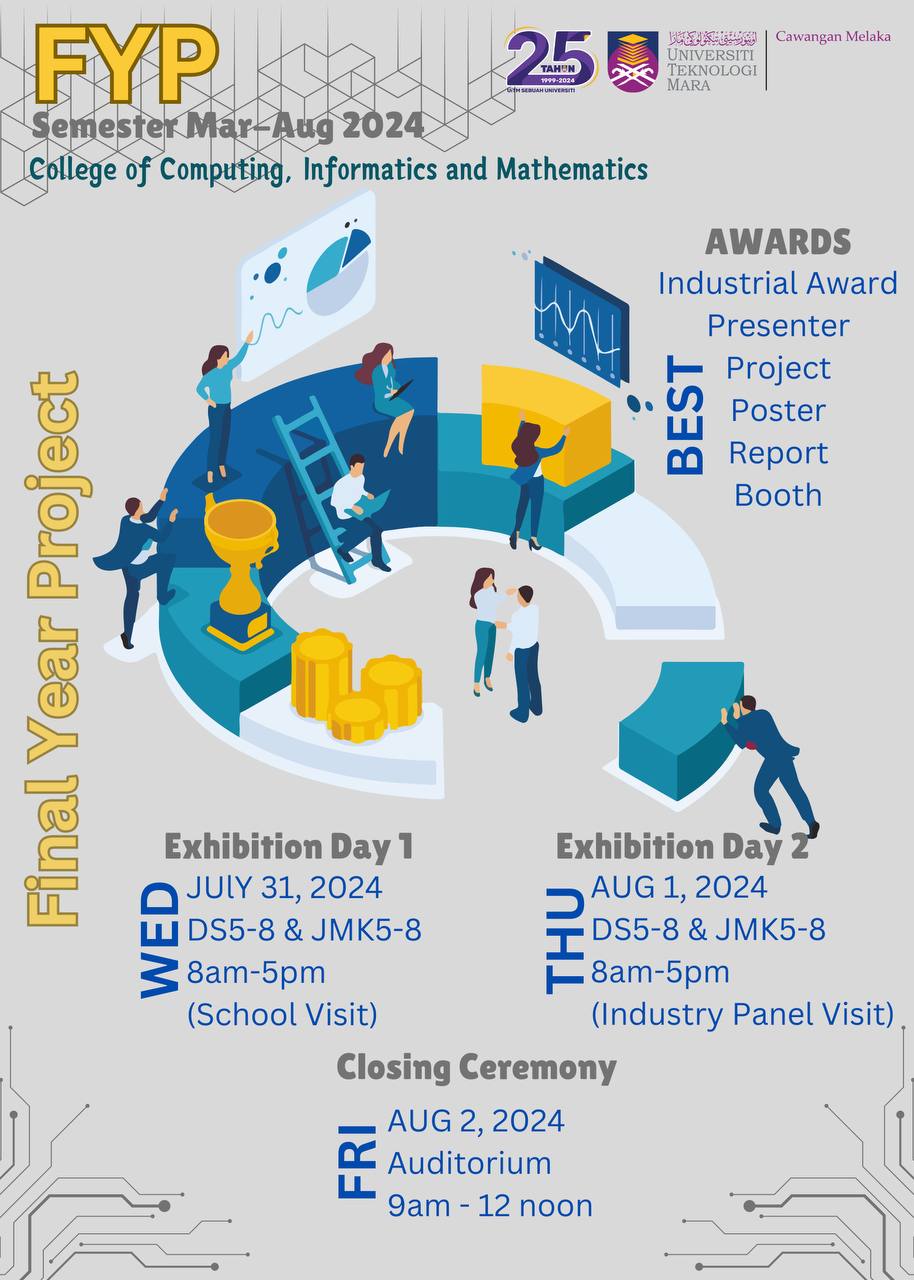 FYP
Semester Mar-Aug 2024
College of Computing, Informatics and Mathematics
25
TAHUN
1999-2024
UiTM SEBUAH UNIVERSITI
UNIVERSITI
TEKNOLOGI
MARA
Cawangan Melaka
Final Year Project
AWARDS
BEST
Industrial Award
Presenter
Project
Poster
Report
Booth
Exhibition Day 1
WED
JUlY 31, 2024
DS5-8 & JMK5-8
8am-5pm
(School Visit)
Exhibition Day 2
THU
AUG 1, 2024
DS5-8 & JMK5-8
8am-5pm
(Industry Panel Visit)
Closing Ceremony
FRI
AUG 2, 2024
Auditorium
9am - 12 noon